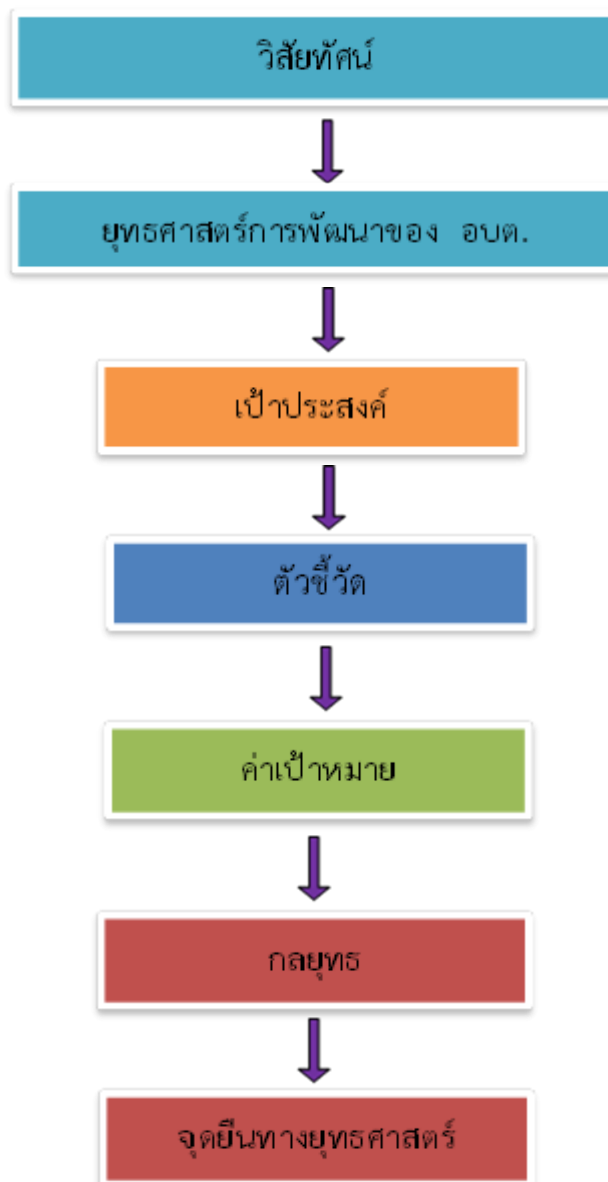 วิสัยทัศน์
ยุทธศาสตร์การพัฒนาของ อบต.
เป้าประสงค์
ตัวชี้วัด
ค่าเป้าหมาย
กลยุทธ
จุดยืนทางยุทธศาสตร์